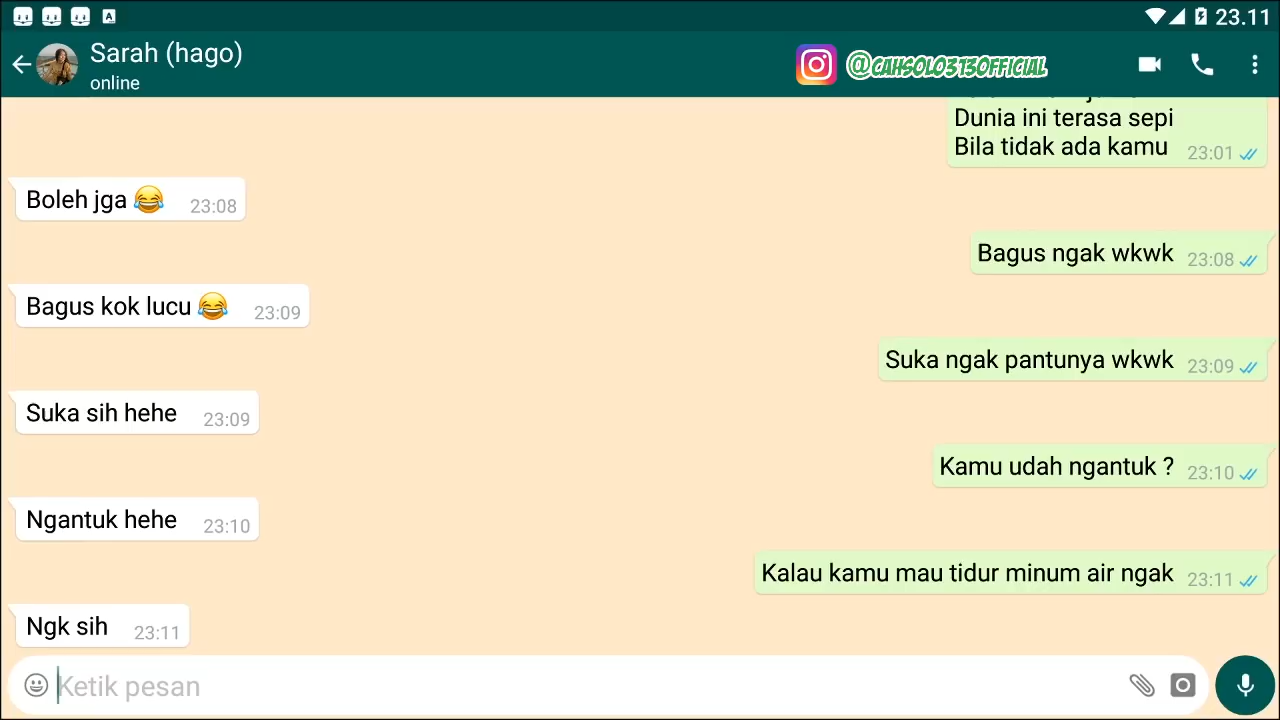 23.11
Sarah (hago)
online
@CAHSOLO313OFFICIAL
Dunia ini terasa sepi
Bila tidak ada kamu 23:01
Boleh jga 😂 23:08
Bagus ngak wkwk 23:08
Bagus kok lucu 😂 23:09
Suka ngak pantunya wkwk 23:09
Suka sih hehe 23:09
Kamu udah ngantuk ? 23:10
Ngantuk hehe 23:10
Kalau kamu mau tidur minum air ngak 23:11
Ngk sih 23:11
Ketik pesan